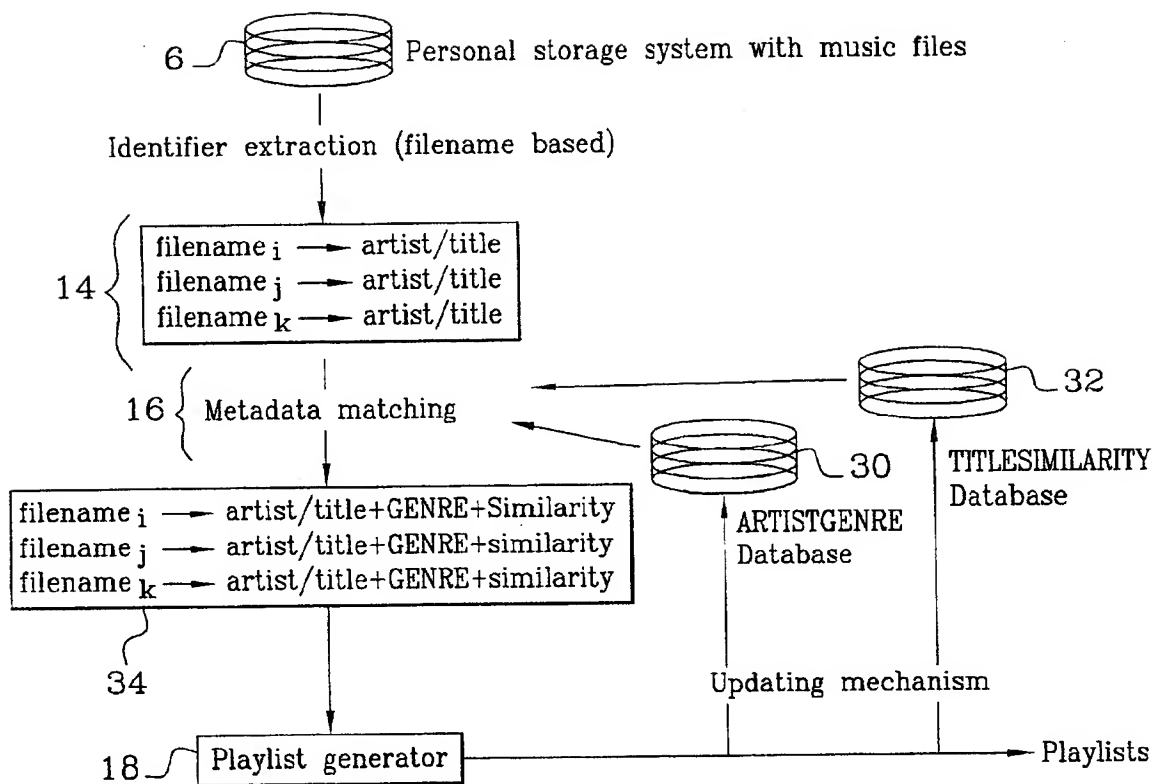 6 Personal storage system with music files
Identifier extraction (filename based)
14
filename i → artist/title
filename j → artist/title
filename k → artist/title
16 Metadata matching
32
30
TITLESIMILARITY
Database
ARTISTGENRE
Database
filename i → artist/title+GENRE+Similarity
filename j → artist/title+GENRE+similarity
filename k → artist/title+GENRE+similarity
34
Updating mechanism
18 Playlist generator
Playlists